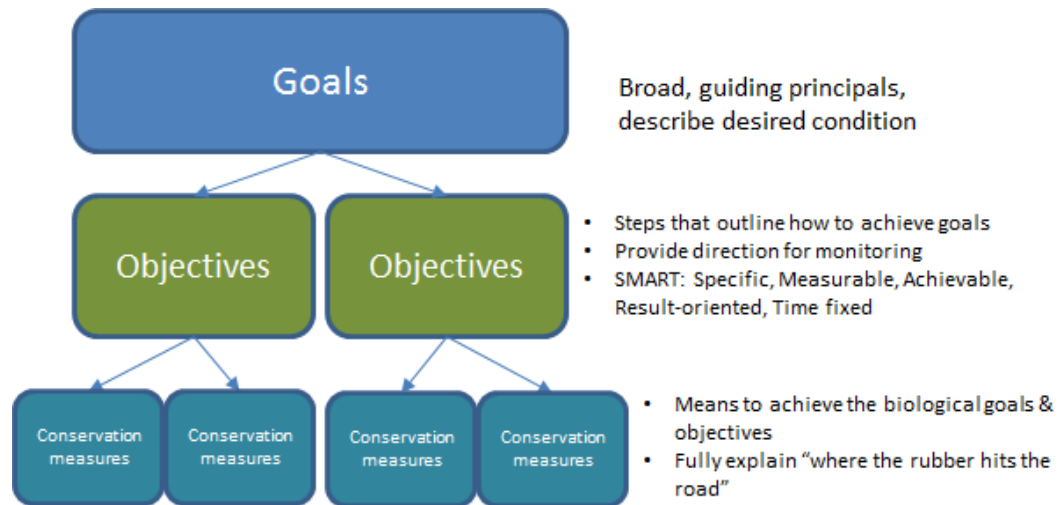 Goals
Broad, guiding principals,
describe desired condition
Objectives
Objectives
• Steps that outline how to achieve goals
• Provide direction for monitoring
• SMART: Specific, Measurable, Achievable,
Result-oriented, Time fixed
Conservation
measures
Conservation
measures
Conservation
measures
Conservation
measures
• Means to achieve the biological goals &
objectives
• Fully explain “where the rubber hits the
road”